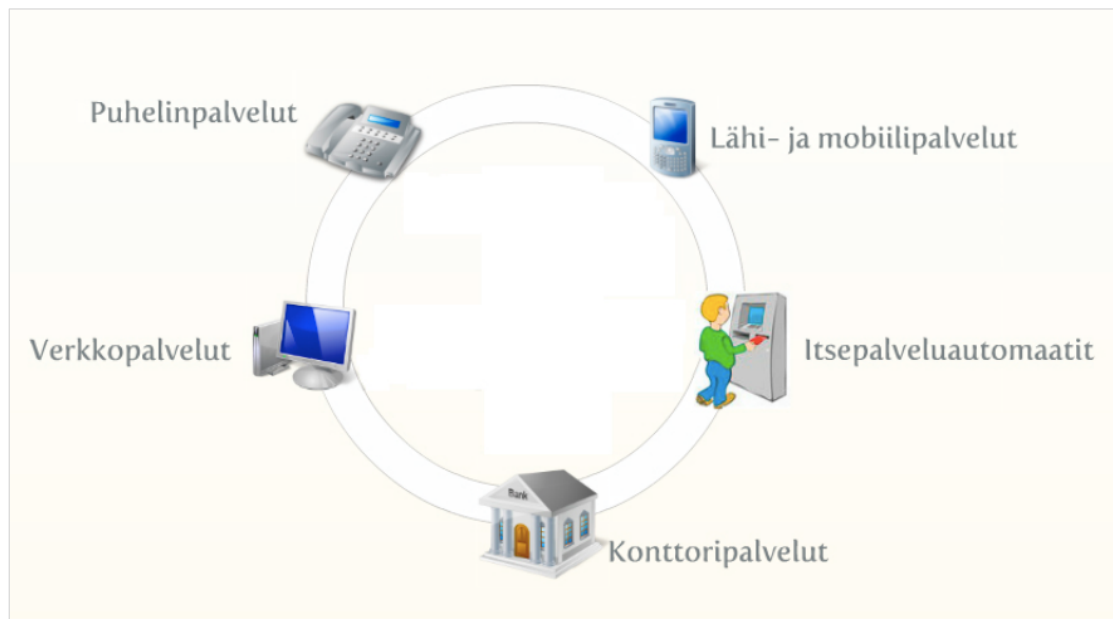 Puhelinpalvelut
Lähi- ja mobiilipalvelut
Verkkopalvelut
Itsepalveluautomaatit
Bank
Konttoripalvelut